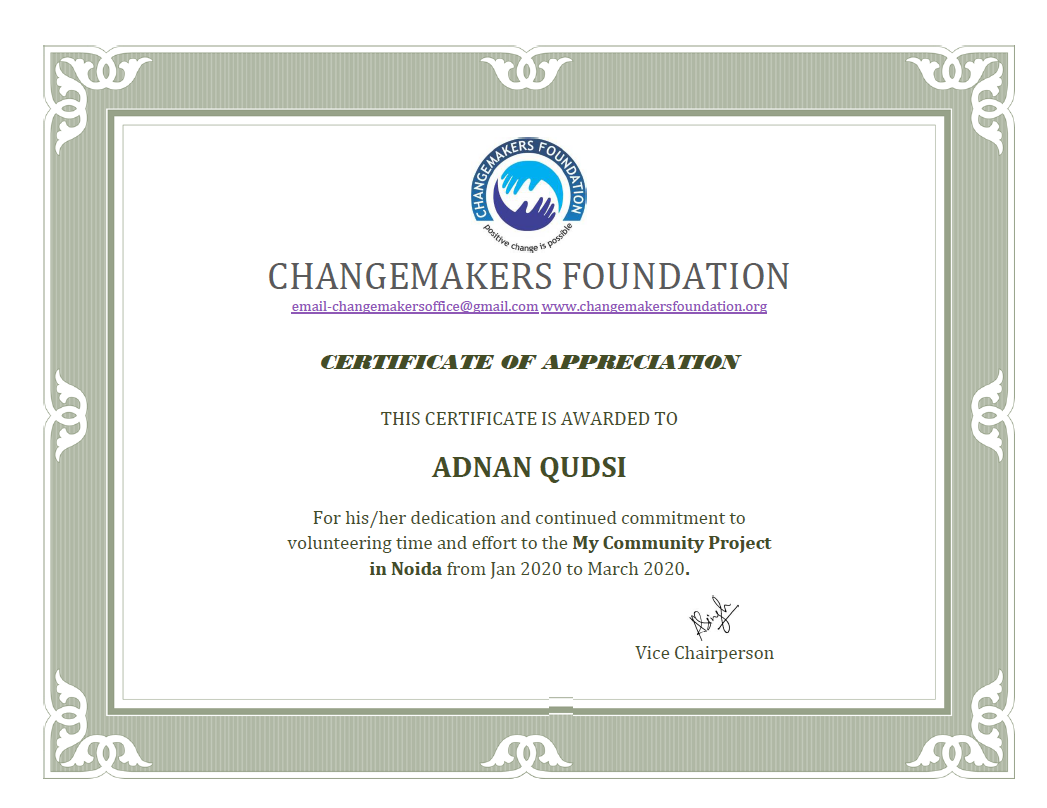 CHANGEMAKERS FOUNDATION
positive change is possible
CHANGEMAKERS FOUNDATION
email-changemakersoffice@gmail.com www.changemakersfoundation.org
CERTIFICATE OF APPRECIATION
THIS CERTIFICATE IS AWARDED TO
ADNAN QUDSI
For his/her dedication and continued commitment to
volunteering time and effort to the My Community Project
in Noida from Jan 2020 to March 2020.
Vice Chairperson